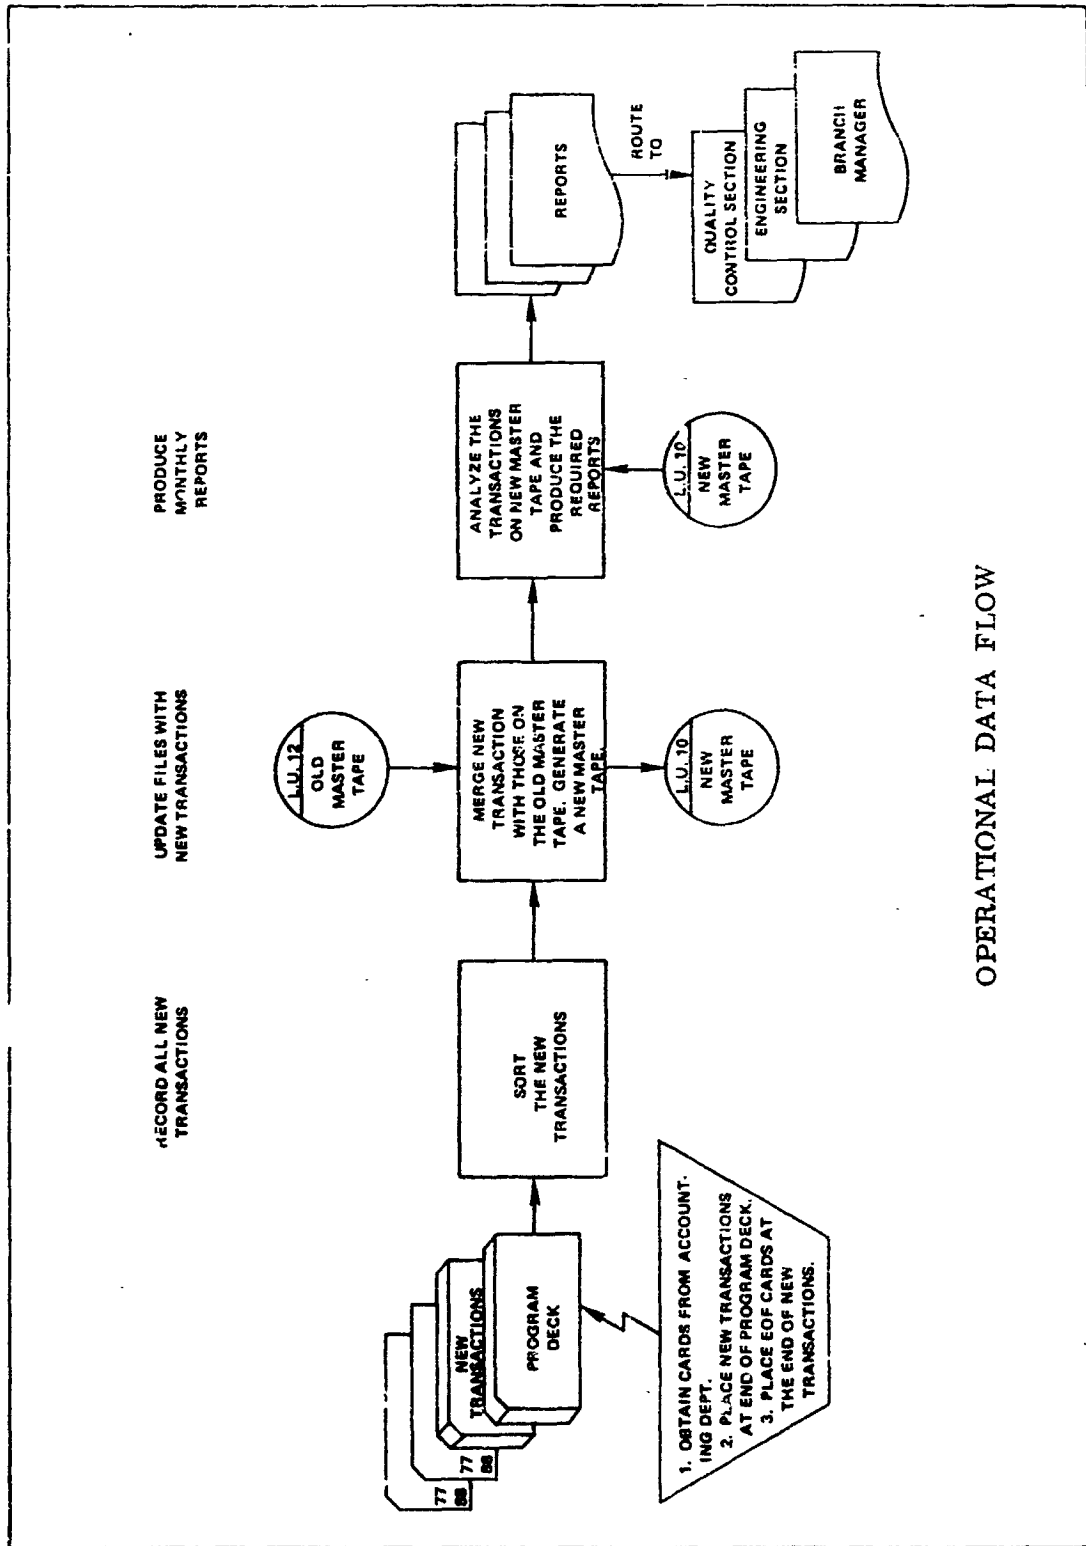 RECORD ALL NEW
TRANSACTIONS
UPDATE FILES WITH
NEW TRANSACTIONS
PRODUCE
MONTHLY
REPORTS
77
88
77
88
NEW
TRANSACTIONS
PROGRAM
DECK
1. OBTAIN CARDS FROM ACCOUNT-
ING DEPT.
2. PLACE NEW TRANSACTIONS
AT END OF PROGRAM DECK.
3. PLACE EOF CARDS AT
THE END OF NEW
TRANSACTIONS.
SORT
THE NEW
TRANSACTIONS
L.U. 12
OLD
MASTER
TAPE
MERGE NEW
TRANSACTION
WITH THOSE ON
THE OLD MASTER
TAPE. GENERATE
A NEW MASTER
TAPE.
L.U. 10
NEW
MASTER
TAPE
ANALYZE THE
TRANSACTIONS
ON NEW MASTER
TAPE AND
PRODUCE THE
REQUIRED
REPORTS
L.U. 10
NEW
MASTER
TAPE
REPORTS
ROUTE
TO
QUALITY
CONTROL SECTION
ENGINEERING
SECTION
BRANCH
MANAGER
OPERATIONAL DATA FLOW